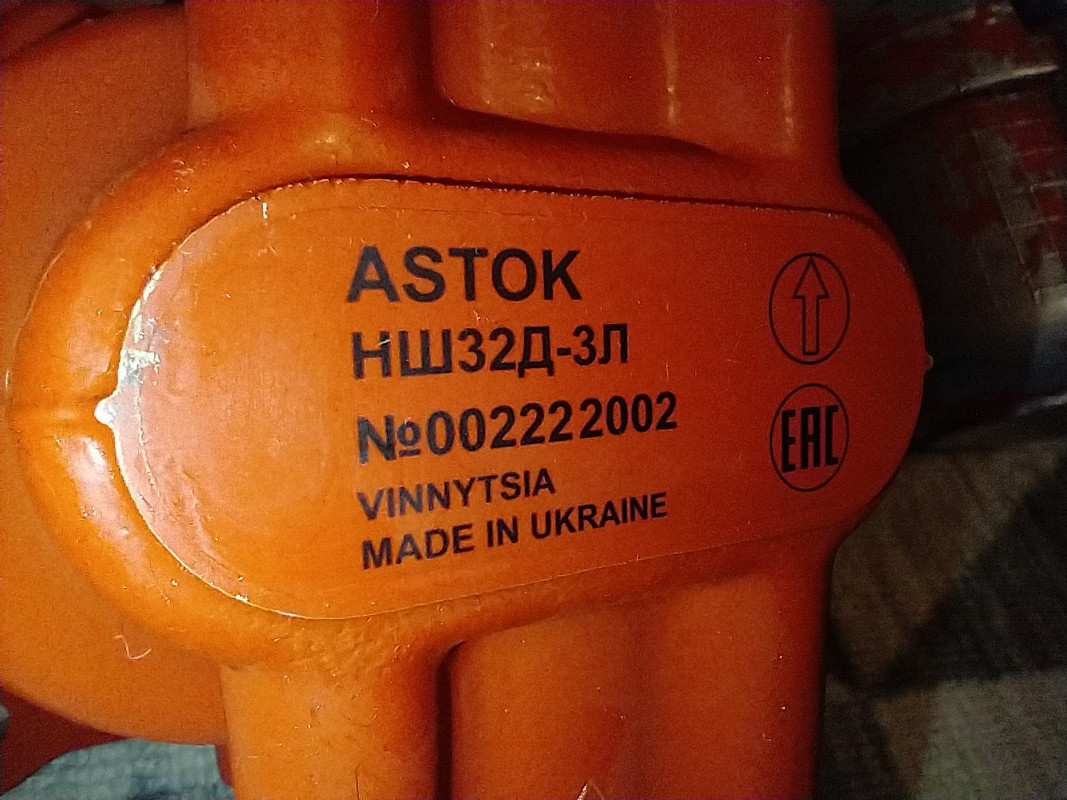 ASTOK
НШ32Д-3Л
№002222002
VINNYTSIA
MADE IN UKRAINE
EAC